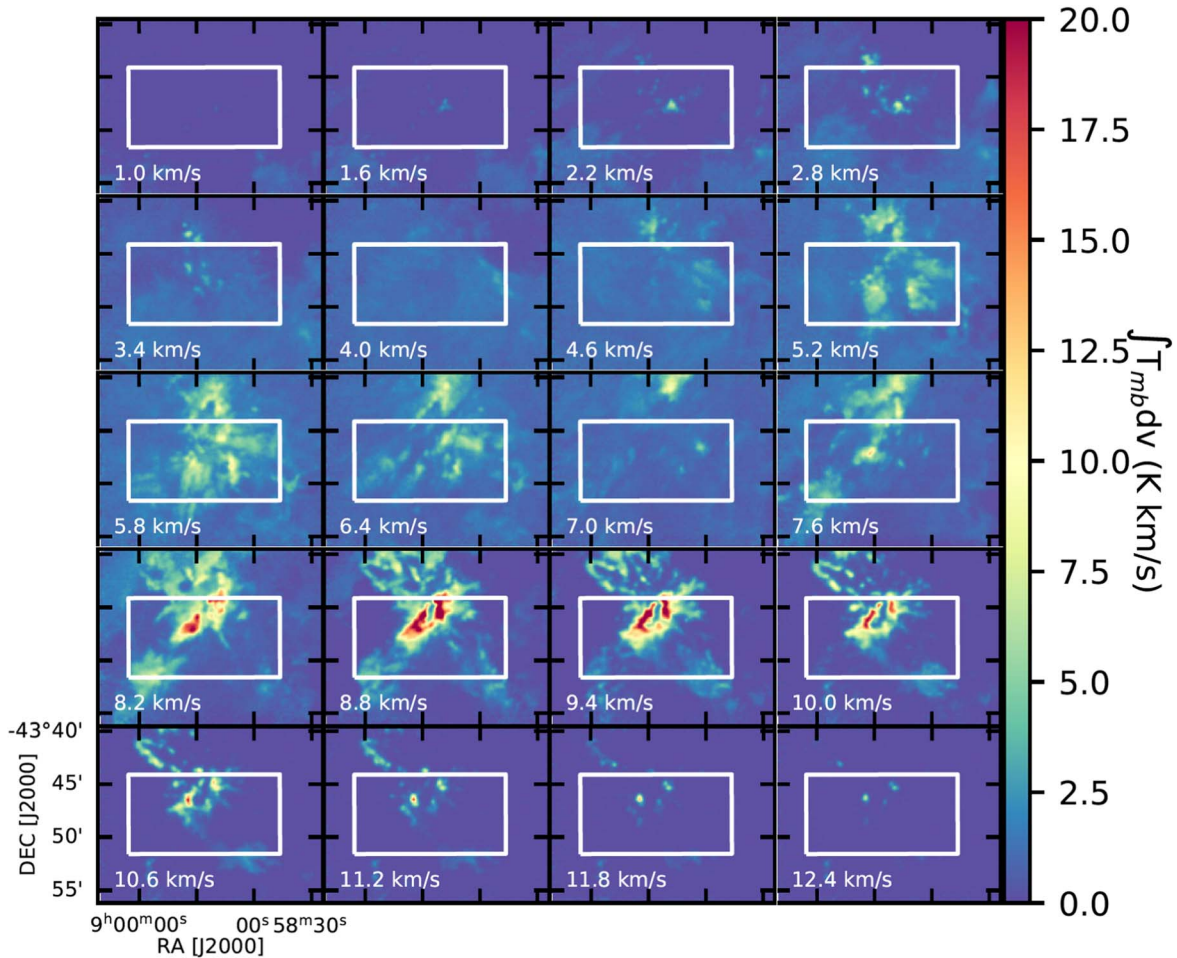 1.0 km/s
1.6 km/s
2.2 km/s
2.8 km/s
3.4 km/s
4.0 km/s
4.6 km/s
5.2 km/s
5.8 km/s
6.4 km/s
7.0 km/s
7.6 km/s
8.2 km/s
8.8 km/s
9.4 km/s
10.0 km/s
10.6 km/s
11.2 km/s
11.8 km/s
12.4 km/s
-43°40'
45'
50'
55'
DEC [J2000]
9ʰ00ᵐ00ˢ
00ˢ58ᵐ30ˢ
RA [J2000]
20.0
17.5
15.0
12.5
10.0
7.5
5.0
2.5
0.0
∫T_mb dv (K km/s)